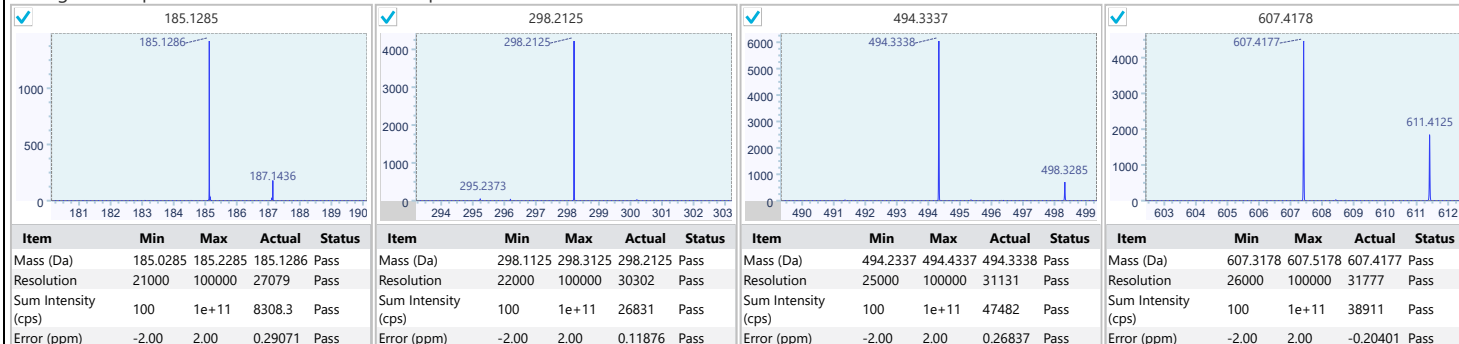 185.1285
185.1286
1000
500
0
187.1436
181 182 183 184 185 186 187 188 189 190
Item Min Max Actual Status
Mass (Da) 185.0285 185.2285 185.1286 Pass
Resolution 21000 100000 27079 Pass
Sum Intensity (cps) 100 1e+11 8308.3 Pass
Error (ppm) -2.00 2.00 0.29071 Pass
298.2125
298.2125
4000
3000
2000
1000
0
295.2373
294 295 296 297 298 299 300 301 302 303
Item Min Max Actual Status
Mass (Da) 298.1125 298.3125 298.2125 Pass
Resolution 22000 100000 30302 Pass
Sum Intensity (cps) 100 1e+11 26831 Pass
Error (ppm) -2.00 2.00 0.11876 Pass
494.3337
494.3338
6000
5000
4000
3000
2000
1000
0
498.3285
490 491 492 493 494 495 496 497 498 499
Item Min Max Actual Status
Mass (Da) 494.2337 494.4337 494.3338 Pass
Resolution 25000 100000 31131 Pass
Sum Intensity (cps) 100 1e+11 47482 Pass
Error (ppm) -2.00 2.00 0.26837 Pass
607.4178
607.4177
4000
3000
2000
1000
0
611.4125
603 604 605 606 607 608 609 610 611 612
Item Min Max Actual Status
Mass (Da) 607.3178 607.5178 607.4177 Pass
Resolution 26000 100000 31777 Pass
Sum Intensity (cps) 100 1e+11 38911 Pass
Error (ppm) -2.00 2.00 -0.20401 Pass